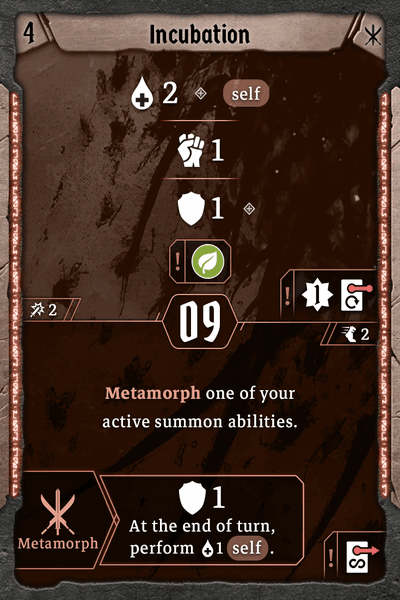 4 Incubation
2 self
1
1
!
! 1
09
2
2
Metamorph one of your
active summon abilities.
1
At the end of turn,
perform 1 self.
Metamorph
!